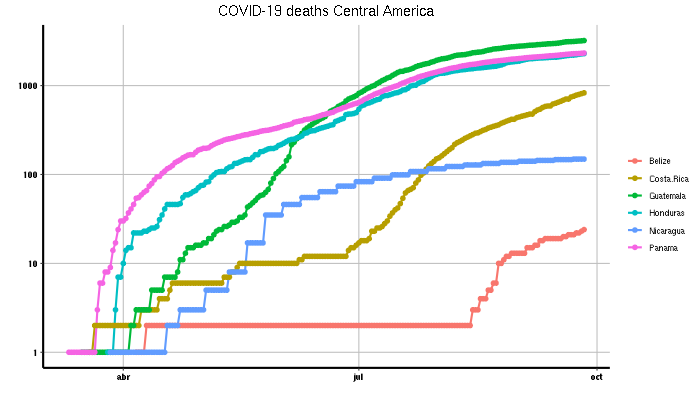 COVID-19 deaths Central America
1000
100
10
1
abr
jul
oct
Belize
Costa.Rica
Guatemala
Honduras
Nicaragua
Panama